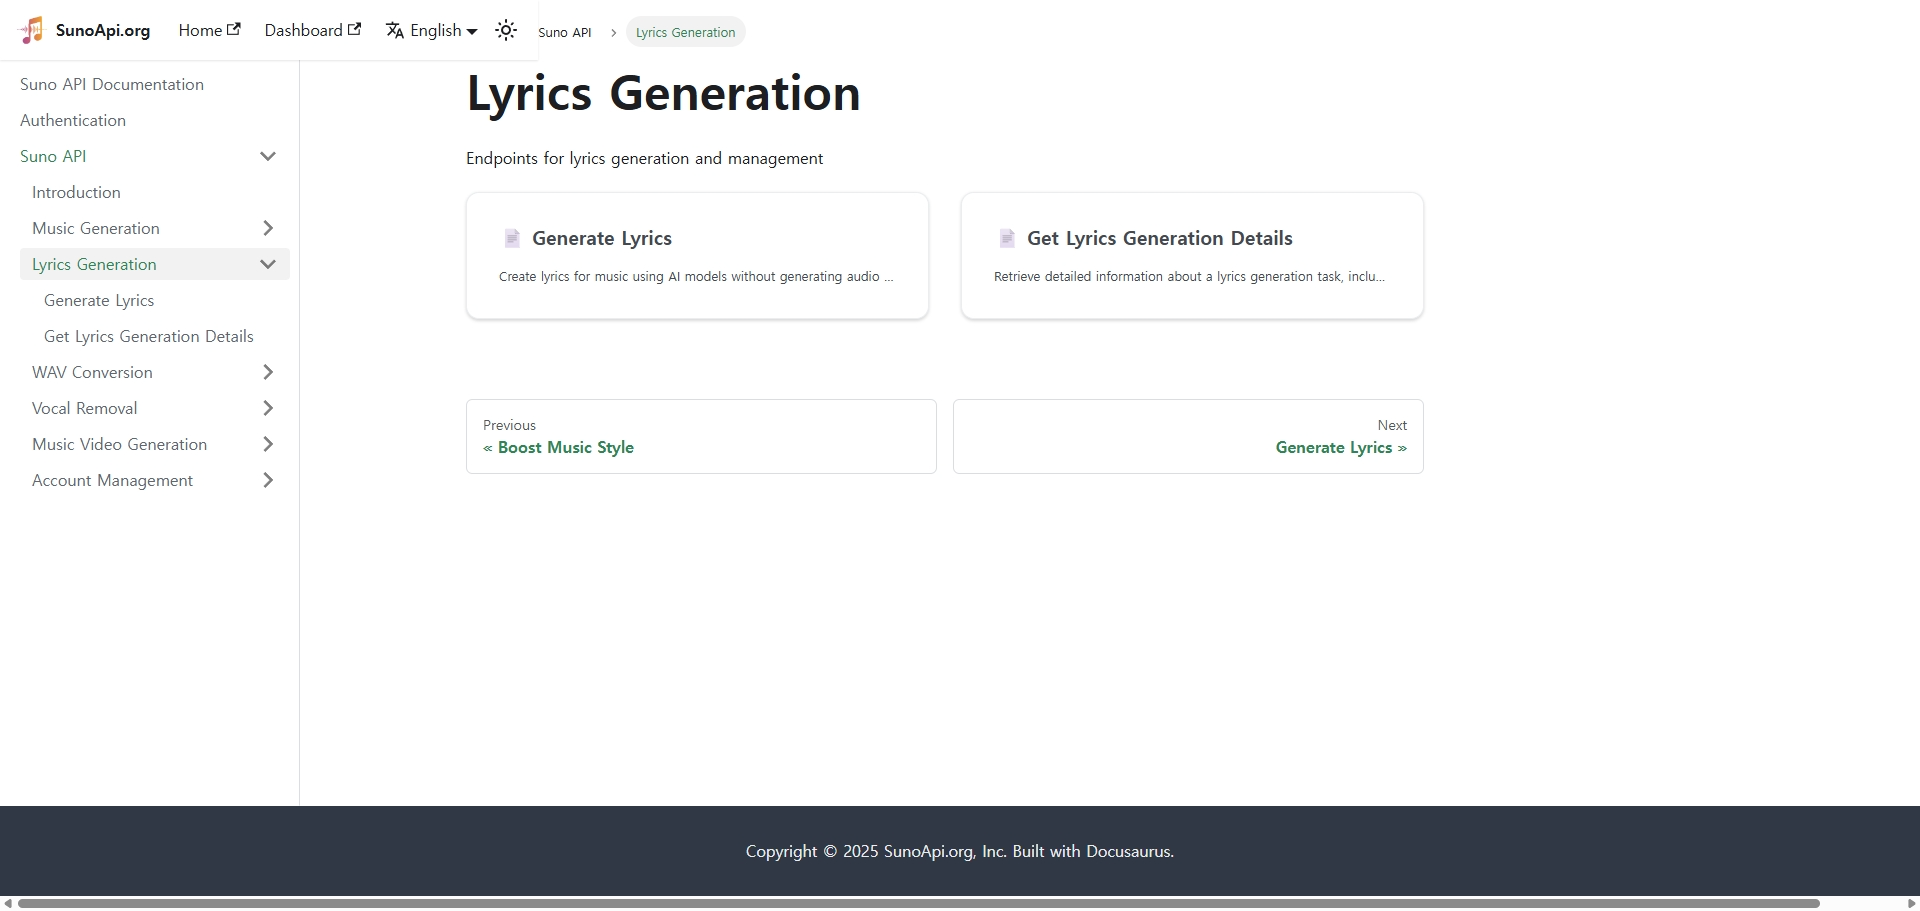 SunoApi.org
Home
Dashboard
English
Suno API
Lyrics Generation
Suno API Documentation
Authentication
Suno API
Introduction
Music Generation
Lyrics Generation
Generate Lyrics
Get Lyrics Generation Details
WAV Conversion
Vocal Removal
Music Video Generation
Account Management
Lyrics Generation
Endpoints for lyrics generation and management
Generate Lyrics
Create lyrics for music using AI models without generating audio ...
Get Lyrics Generation Details
Retrieve detailed information about a lyrics generation task, inclu...
Previous
« Boost Music Style
Next
Generate Lyrics »
Copyright © 2025 SunoApi.org, Inc. Built with Docusaurus.